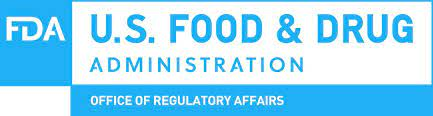 FDA
U.S. FOOD & DRUG
ADMINISTRATION
OFFICE OF REGULATORY AFFAIRS